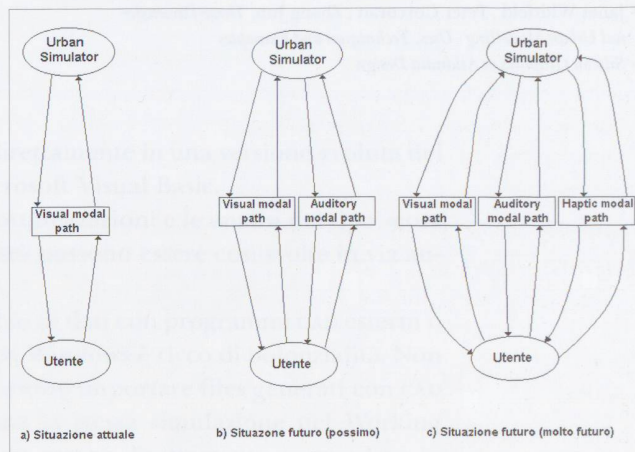 Urban
Simulator
Visual modal
path
Utente
a) Situazione attuale
Urban
Simulator
Visual modal
path
Auditory
modal path
Utente
b) Situazone futuro (possimo)
Urban
Simulator
Visual modal
path
Auditory
modal path
Haptic modal
path
Utente
c) Situazione futuro (molto futuro)